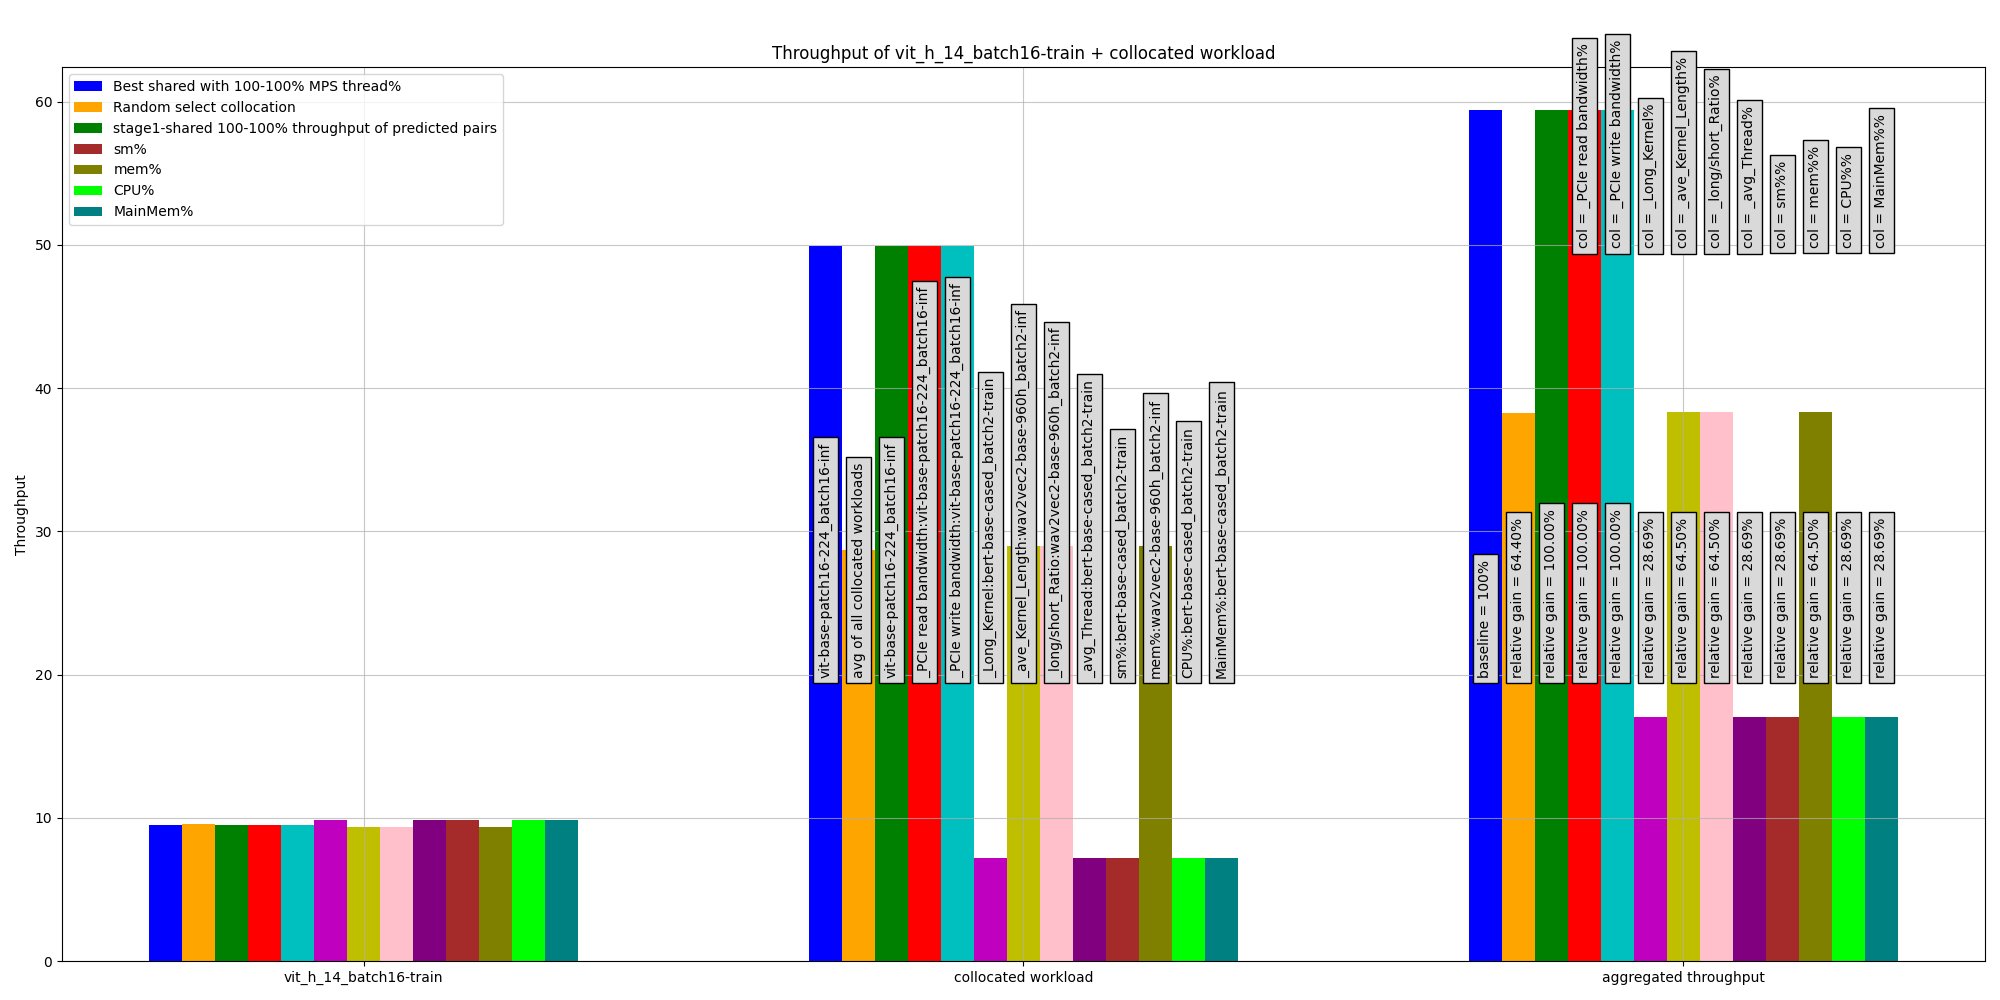 Throughput of vit_h_14_batch16-train + collocated workload
Best shared with 100-100% MPS thread%
Random select collocation
stage1-shared 100-100% throughput of predicted pairs
sm%
mem%
CPU%
MainMem%
Throughput
60
50
40
30
20
10
0
vit-base-patch16-224_batch16-inf
avg of all collocated workloads
vit-base-patch16-224_batch16-inf
_PCIe read bandwidth:vit-base-patch16-224_batch16-inf
_PCIe write bandwidth:vit-base-patch16-224_batch16-inf
_Long_Kernel:bert-base-cased_batch2-train
_ave_Kernel_Length:wav2vec2-base-960h_batch2-inf
_long/short_Ratio:wav2vec2-base-960h_batch2-inf
_avg_Thread:bert-base-cased_batch2-train
sm%:bert-base-cased_batch2-train
mem%:wav2vec2-base-960h_batch2-inf
CPU%:bert-base-cased_batch2-train
MainMem%:bert-base-cased_batch2-train
col = _PCIe read bandwidth%
col = _PCIe write bandwidth%
col = _Long_Kernel%
col = _ave_Kernel_Length%
col = _long/short_Ratio%
col = _avg_Thread%
col = sm%%
col = mem%%
col = CPU%%
col = MainMem%%
baseline = 100%
relative gain = 64.40%
relative gain = 100.00%
relative gain = 100.00%
relative gain = 100.00%
relative gain = 28.69%
relative gain = 64.50%
relative gain = 64.50%
relative gain = 28.69%
relative gain = 28.69%
relative gain = 64.50%
relative gain = 28.69%
relative gain = 28.69%
vit_h_14_batch16-train
collocated workload
aggregated throughput